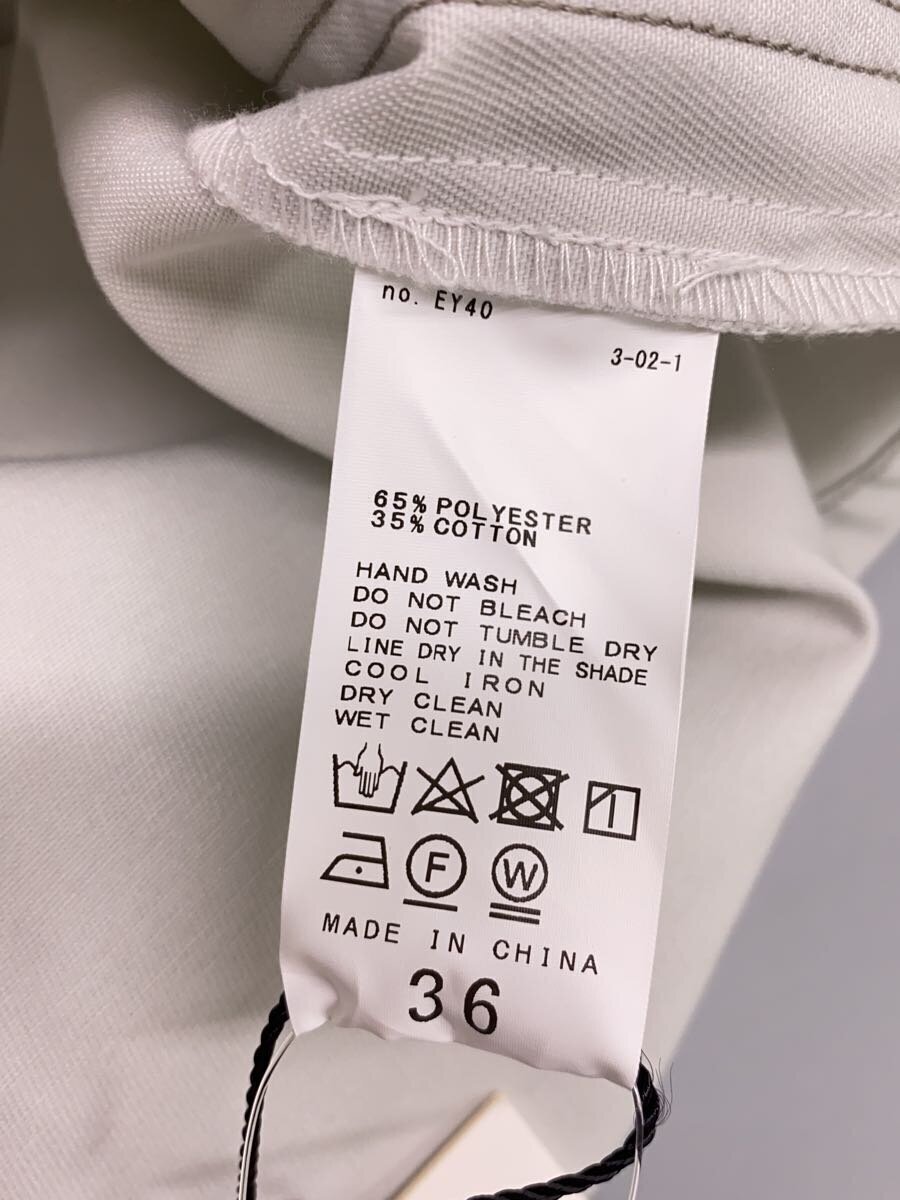 no. EY40
3-02-1
65% POLYESTER
35% COTTON
HAND WASH
DO NOT BLEACH
DO NOT TUMBLE DRY
LINE DRY IN THE SHADE
COOL IRON
DRY CLEAN
WET CLEAN
F W
MADE IN CHINA
36